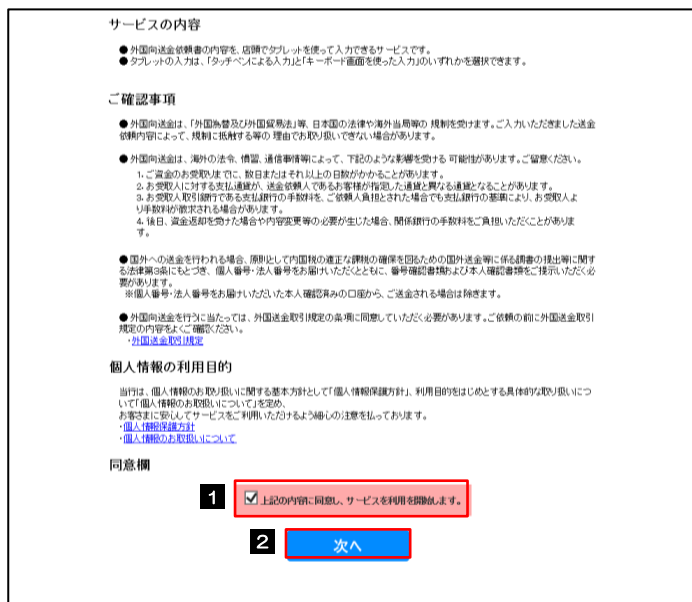 サービスの内容
● 外国向送金依頼書の内容を、店頭でタブレットを使って入力できるサービスです。
● タブレットの入力は、「タッチペンによる入力」と「キーボード画面を使った入力」のいずれかを選択できます。
ご確認事項
● 外国向送金は、「外国為替及び外国貿易法」等、日本国の法律や海外当局等の 規制を受けます。ご入力いただきました送金
依頼内容によって、規制に抵触する等の 理由でお取り扱いできない場合があります。
● 外国向送金は、海外の法令、慣習、通信事情等によって、下記のような影響を受ける 可能性があります。ご留意ください。
1. ご資金のお受取りまでに、数日またはそれ以上の日数がかかることがあります。
2. お受取人に対する支払通貨が、送金依頼人であるお客様が指定した通貨と異なる通貨となることがあります。
3. お受取人取引銀行である支払銀行の手数料を、ご依頼人負担とされた場合でも支払銀行の基準により、お受取人よ
り手数料が徴求される場合があります。
4. 後日、資金返却を受けた場合や内容変更等の必要が生じた場合、関係銀行の手数料をご負担いただくことがありま
す。
● 国外への送金を行われる場合、原則として内国税の適正な課税の確保を図るための国外送金等に係る調書の提出等に関す
る法律第3条にもとづき、個人番号・法人番号をお届けいただくとともに、番号確認書類および本人確認書類をご提示いただく必
要があります。
※個人番号・法人番号をお届けいただいた本人確認済みの口座から、ご送金される場合は除きます。
● 外国向送金を行うに当たっては、外国送金取引規定の条項に同意していただく必要があります。ご依頼の前に外国送金取引
規定の内容をよくご確認ください。
・外国送金取引規定
個人情報の利用目的
当行は、個人情報のお取り扱いに関する基本方針として「個人情報保護方針」、利用目的をはじめとする具体的な取り扱いにつ
いて「個人情報のお取扱いについて」を定め、
お客さまに安心してサービスをご利用いただけるよう細心の注意を払っております。
・個人情報保護方針
・個人情報のお取扱いについて
同意欄
1 上記の内容に同意し、サービスを利用を開始します。
2 次へ